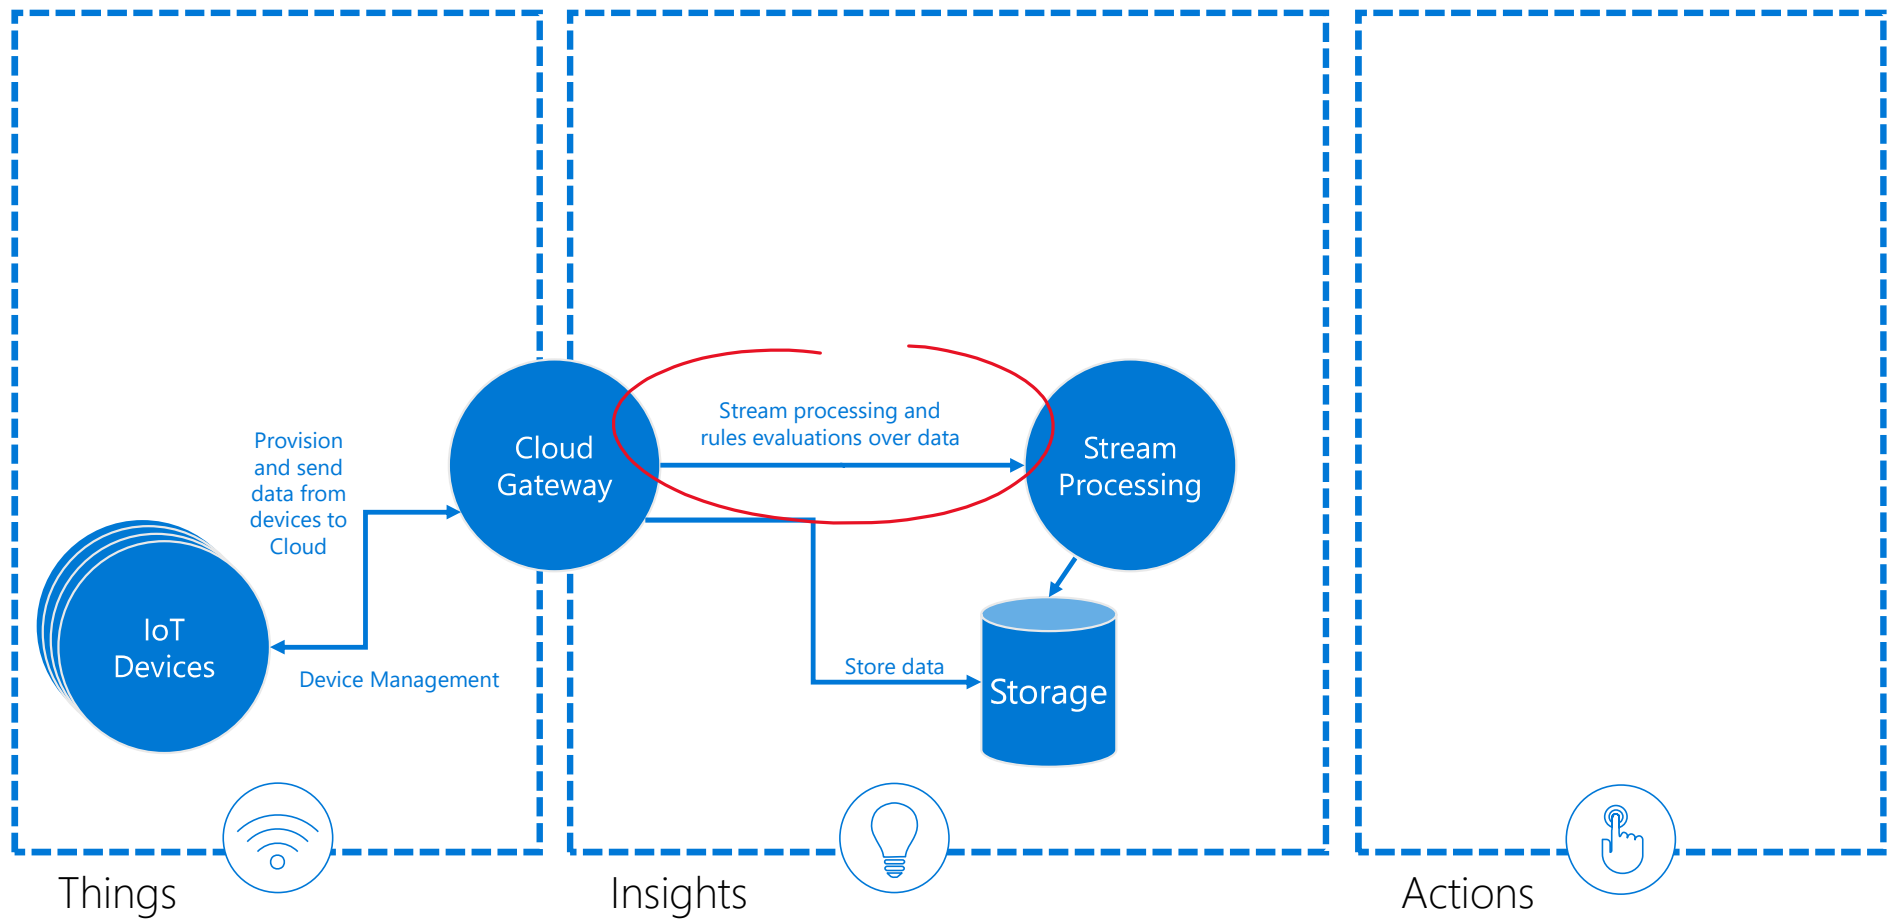 Provision
and send
data from
devices to
Cloud
Cloud
Gateway
Stream processing and
rules evaluations over data
Stream
Processing
IoT
Devices
Device Management
Store data
Storage
Things
Insights
Actions